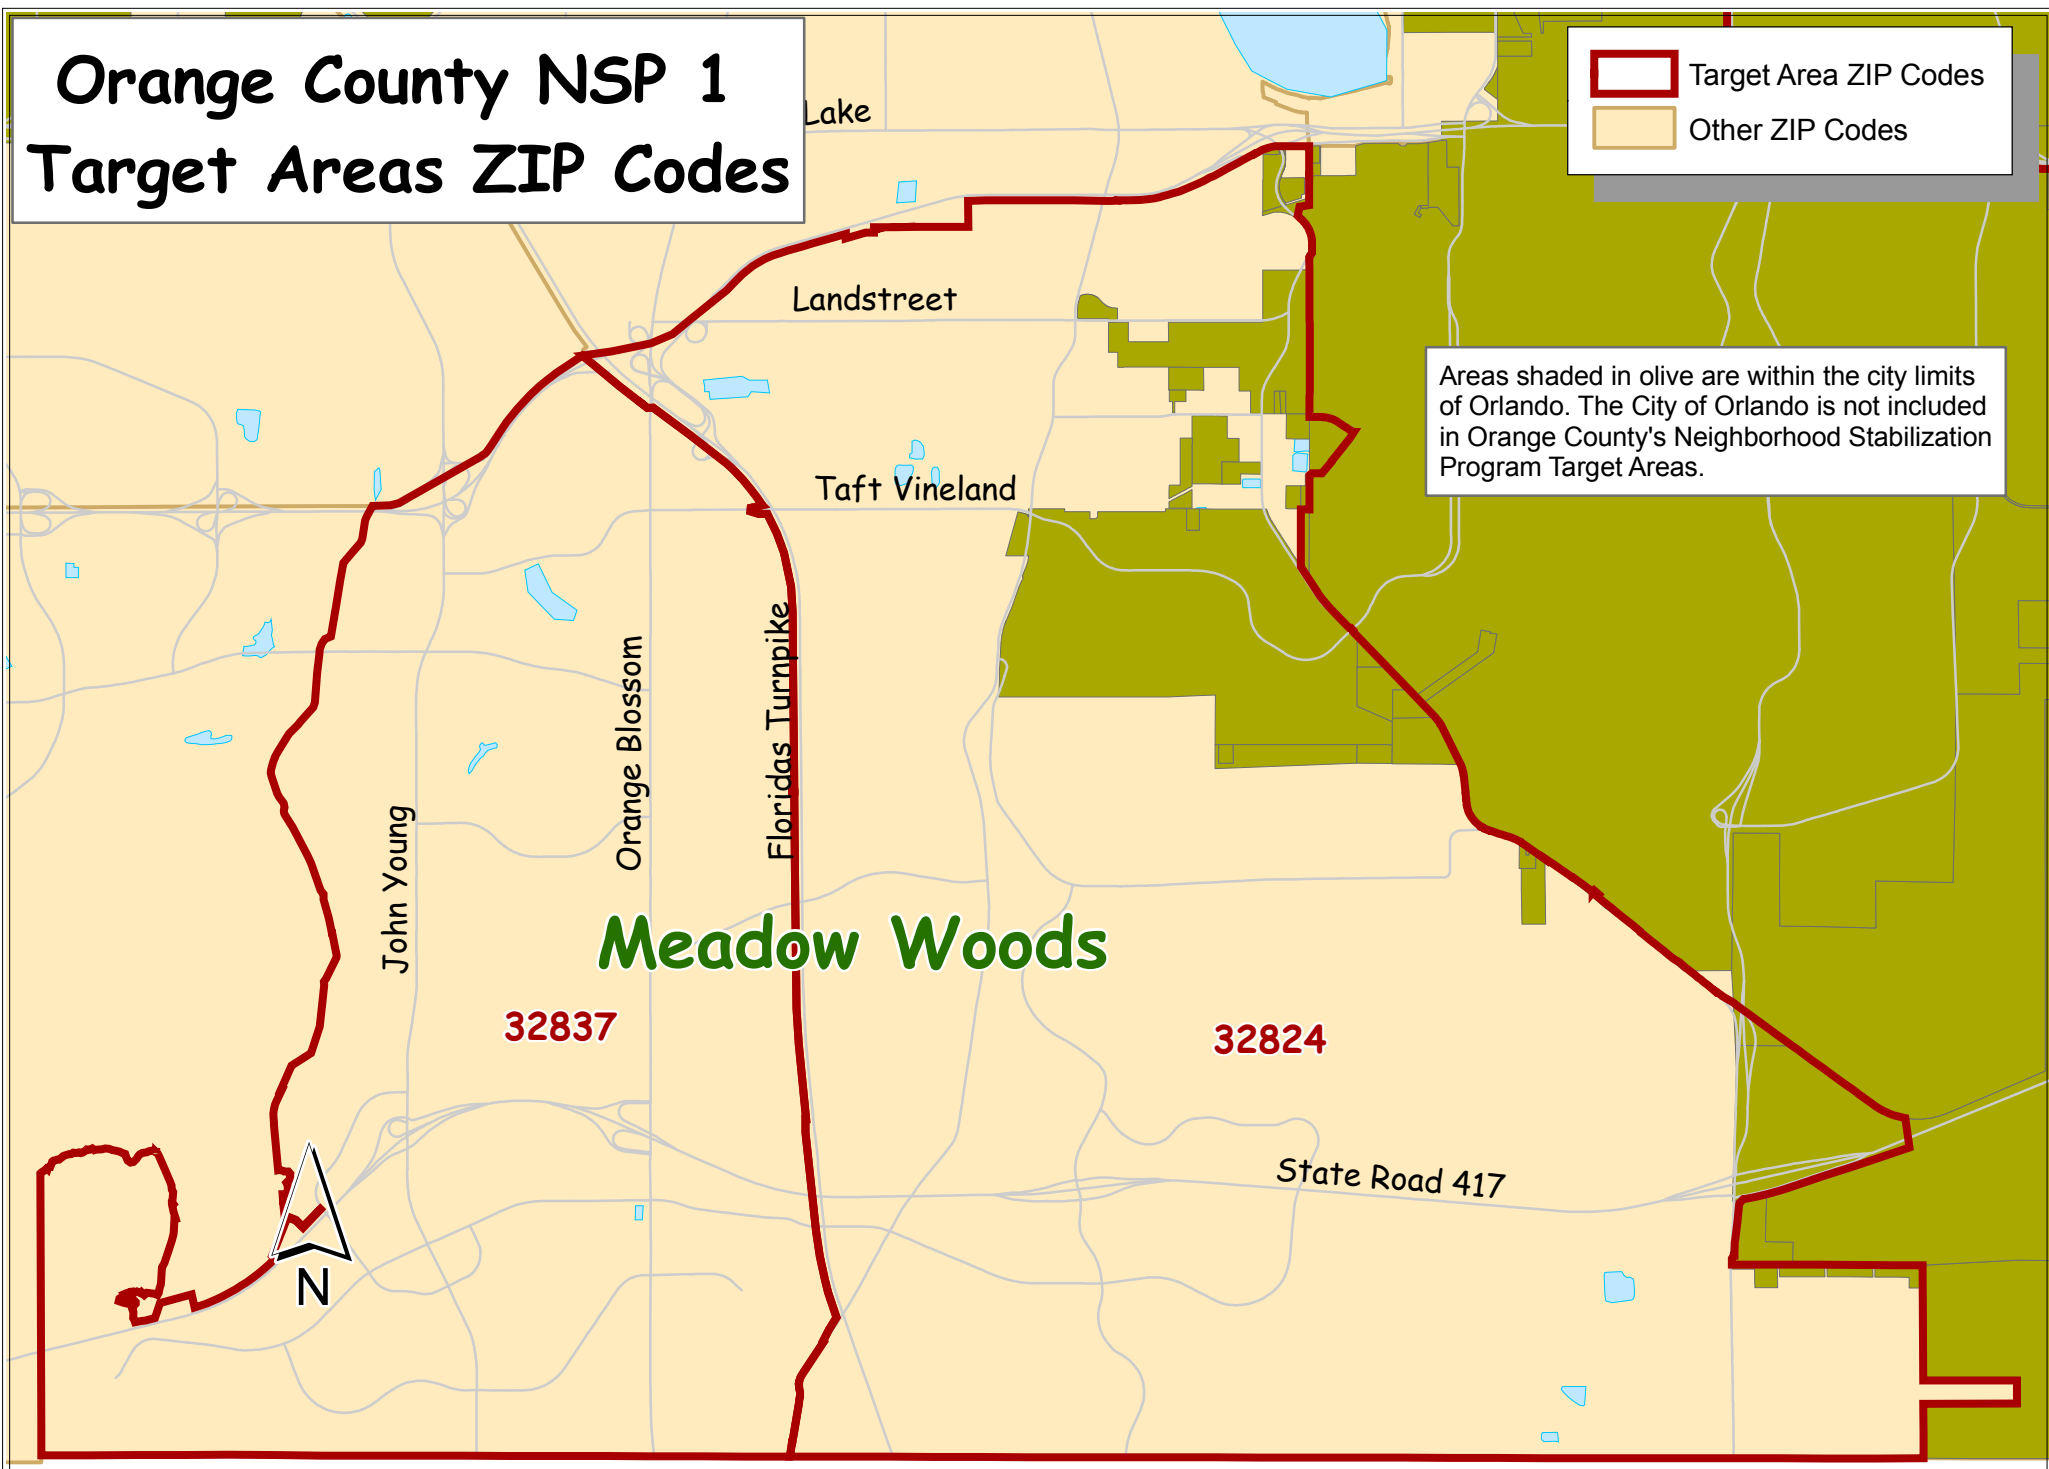 Orange County NSP 1
Target Areas ZIP Codes
Target Area ZIP Codes
Other ZIP Codes
Lake
Landstreet
Areas shaded in olive are within the city limits
of Orlando. The City of Orlando is not included
in Orange County's Neighborhood Stabilization
Program Target Areas.
Taft Vineland
Floridas Turnpike
Orange Blossom
John Young
Meadow Woods
32837
32824
State Road 417
N